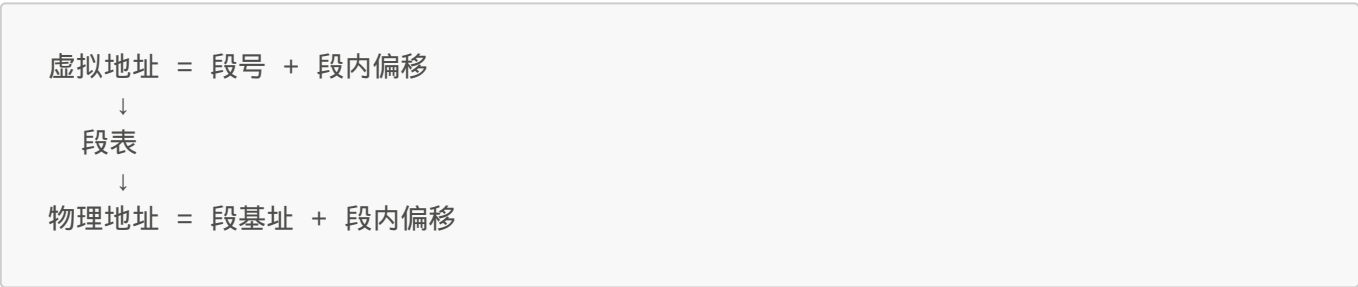 虚拟地址 = 段号 + 段内偏移
↓
段表
↓
物理地址 = 段基址 + 段内偏移